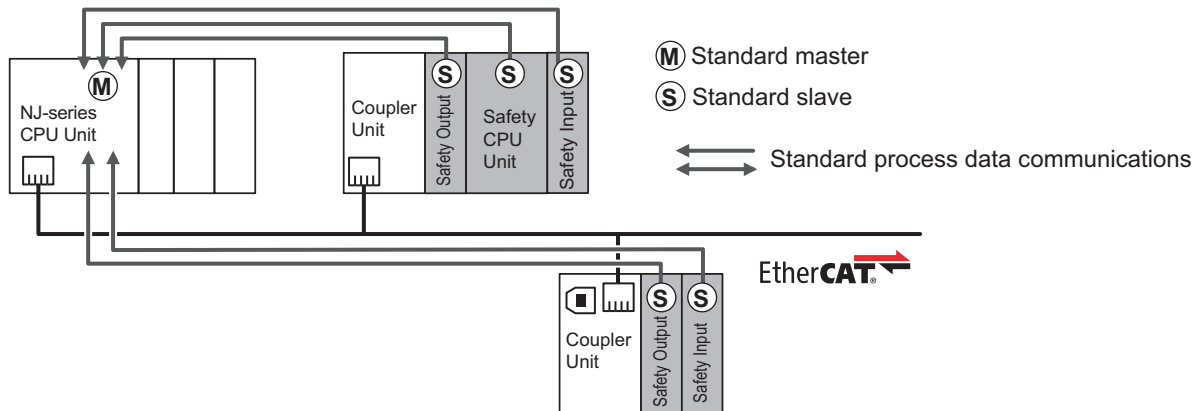 M
NJ-series
CPU Unit
Coupler
Unit
S
Safety Output
S
Safety
CPU
Unit
S
Safety Input
M Standard master
S Standard slave
Standard process data communications
EtherCAT®
Coupler
Unit
S
Safety Output
S
Safety Input